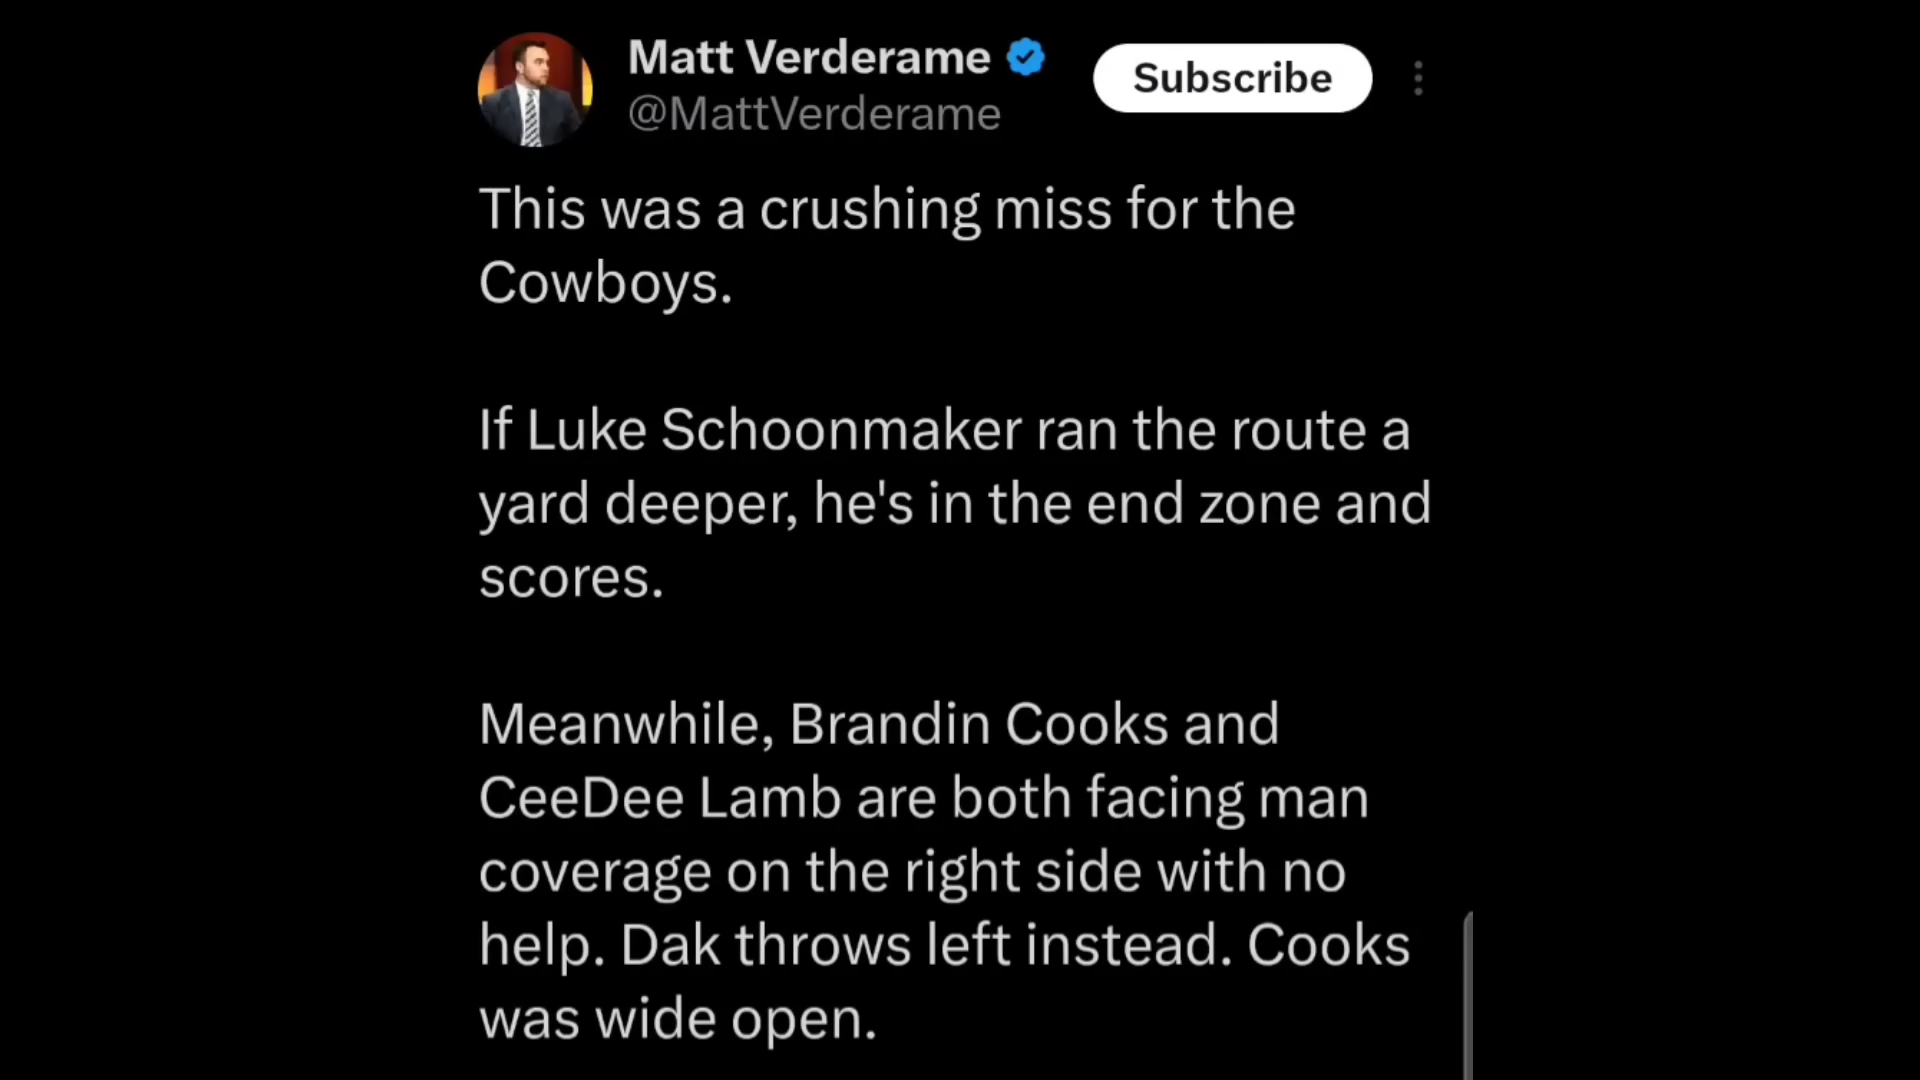 Matt Verderame
@MattVerderame
Subscribe
This was a crushing miss for the
Cowboys.
If Luke Schoonmaker ran the route a
yard deeper, he's in the end zone and
scores.
Meanwhile, Brandin Cooks and
CeeDee Lamb are both facing man
coverage on the right side with no
help. Dak throws left instead. Cooks
was wide open.